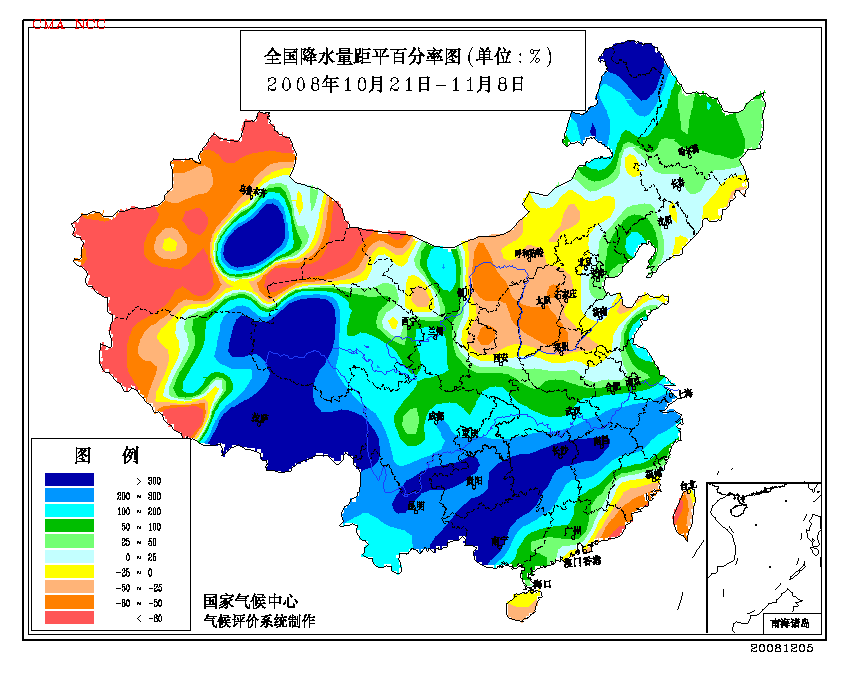 CMA NCC
全国降水量距平百分率图(单位:%)
2008年10月21日-11月8日
哈尔滨
长春
沈阳
乌鲁木齐
呼和浩特
北京
天津
石家庄
太原
银川
济南
西宁
兰州
郑州
西安
拉萨
合肥
南京
上海
成都
武汉
重庆
长沙
南昌
贵阳
昆明
福州
台北
南宁
广州
澳门
香港
海口
图 例
> 300
200 ~ 300
100 ~ 200
50 ~ 100
25 ~ 50
0 ~ 25
-25 ~ 0
-50 ~ -25
-80 ~ -50
< -80
国家气候中心
气候评价系统制作
南海诸岛
20081205